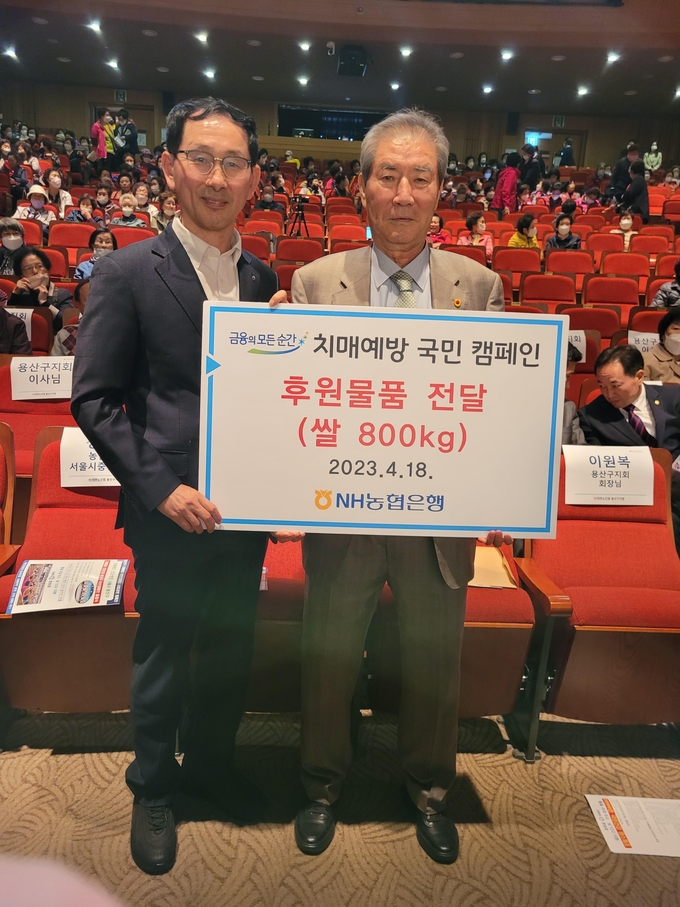 금융의 모든 순간
치매예방 국민 캠페인
후원물품 전달
(쌀 800kg)
2023.4.18.
NH농협은행
용산구지회
이사님
농
서울시중
이원복
용산구지회
회장님